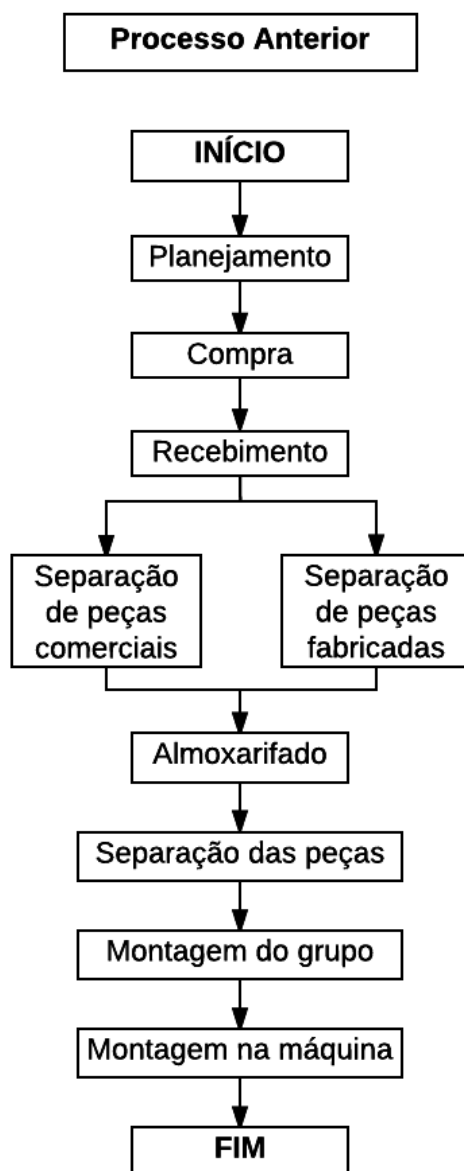 Processo Anterior
INÍCIO
Planejamento
Compra
Recebimento
Separação
de peças
comerciais
Separação
de peças
fabricadas
Almoxarifado
Separação das peças
Montagem do grupo
Montagem na máquina
FIM